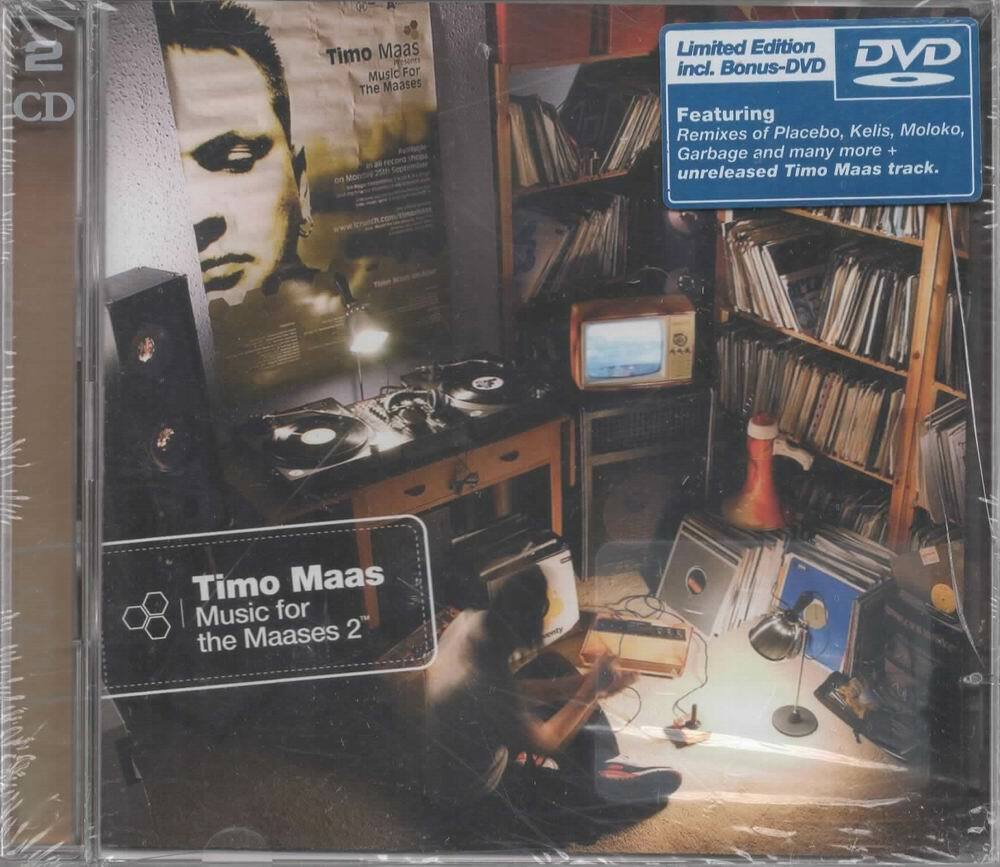 2
CD
Timo Maas
Presents
Music For
The Maases
Available
in all record shops
on Monday 25th September
Limited Edition
incl. Bonus-DVD
DVD
Featuring
Remixes of Placebo, Kelis, Moloko,
Garbage and many more +
unreleased Timo Maas track.
Timo Maas
Music for
the Maases 2™